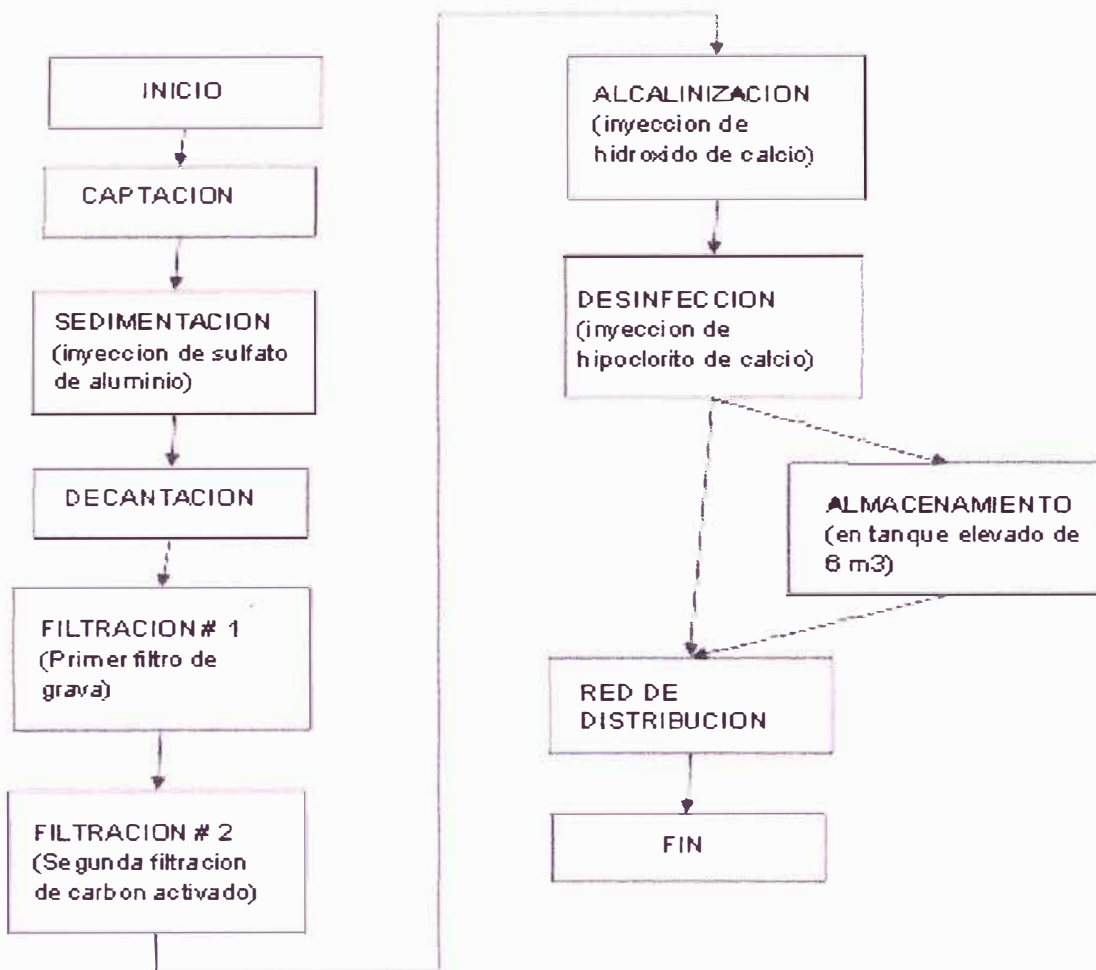 INICIO
CAPTACION
SEDIMENTACION
(inyeccion de sulfato
de aluminio)
DECANTACION
FILTRACION # 1
(Primer filtro de
grava)
FILTRACION # 2
(Segunda filtracion
de carbon activado)
ALCALINIZACION
(inyeccion de
hidroxido de calcio)
DESINFECCION
(inyeccion de
hipoclorito de calcio)
ALMACENAMIENTO
(en tanque elevado de
6 m3)
RED DE
DISTRIBUCION
FIN